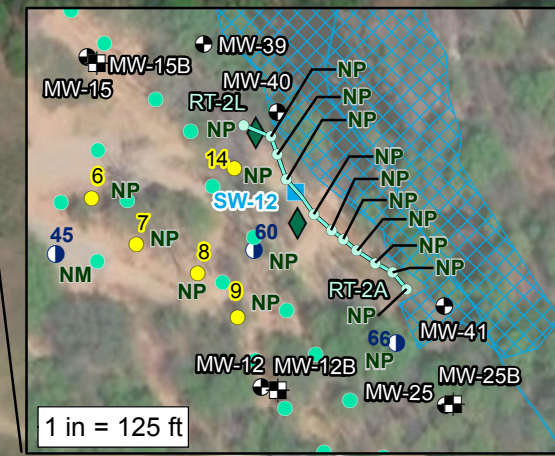 MW-39
MW-15B
MW-15
MW-40
NP
RT-2L
NP
NP
NP
14
NP
NP
6
NP
SW-12
NP
7
NP
60
NP
45
NP
NM
8
NP
NP
NP
9
NP
RT-2A
NP
66
NP
MW-41
MW-12
MW-12B
MW-25B
MW-25
1 in = 125 ft